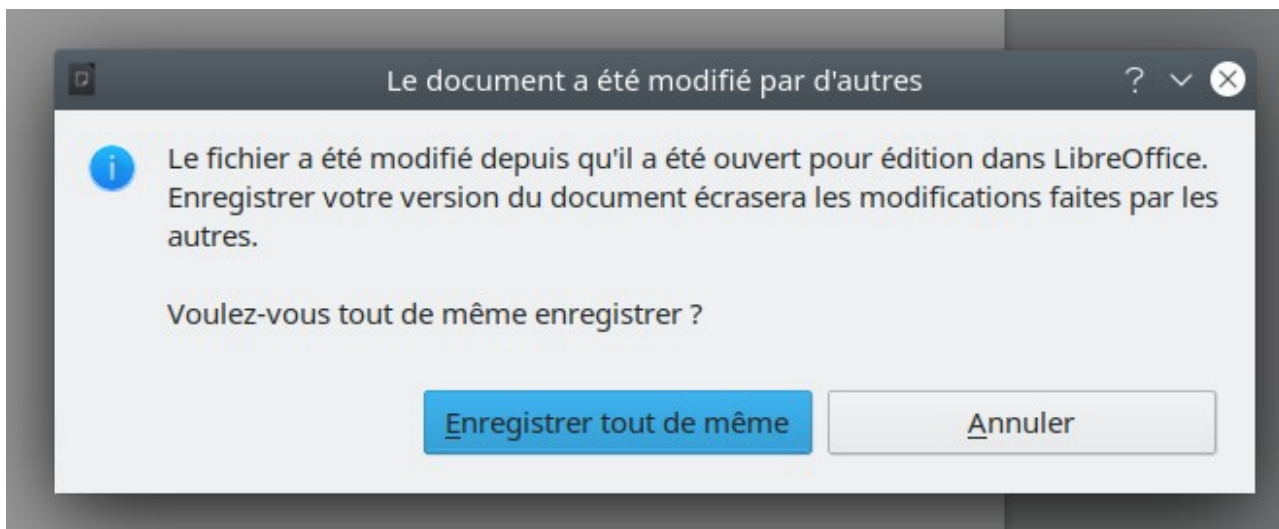 Le document a été modifié par d'autres
Le fichier a été modifié depuis qu'il a été ouvert pour édition dans LibreOffice.
Enregistrer votre version du document écrasera les modifications faites par les
autres.
Voulez-vous tout de même enregistrer ?
Enregistrer tout de même
Annuler